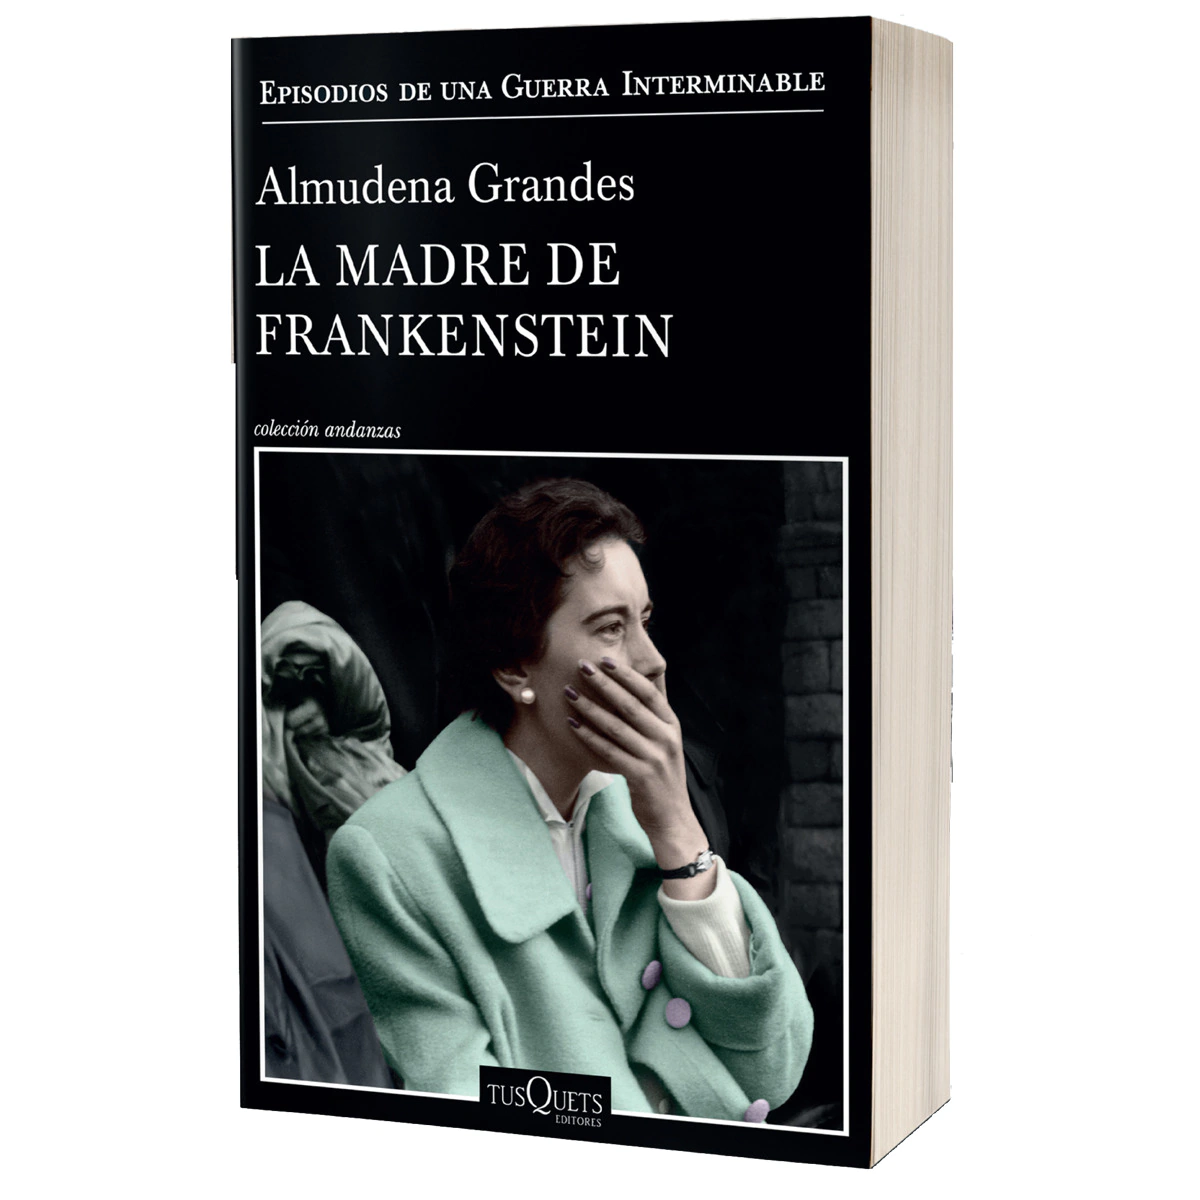 EPISODIOS DE UNA GUERRA INTERMINABLE
Almudena Grandes
LA MADRE DE
FRANKENSTEIN
colección andanzas
TUSQUETS
EDITORES